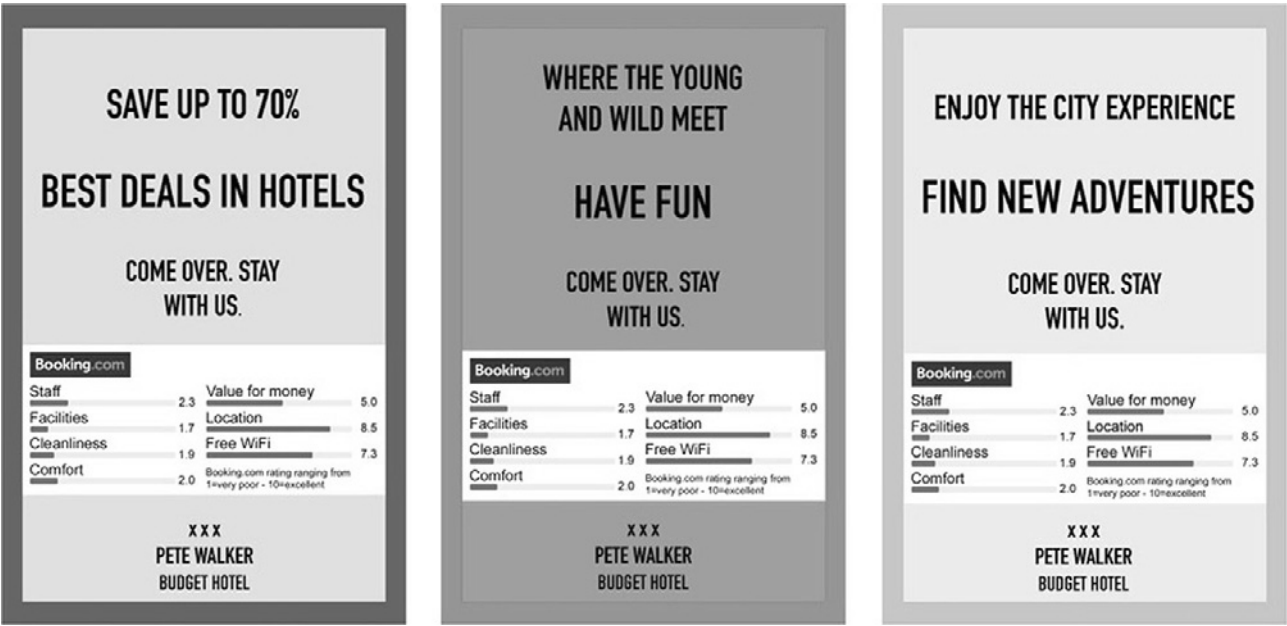 SAVE UP TO 70%
BEST DEALS IN HOTELS
COME OVER. STAY
WITH US.
Booking.com
Staff 2.3 Value for money 5.0
Facilities 1.7 Location 8.5
Cleanliness 1.9 Free WiFi 7.3
Comfort 2.0 Booking.com rating ranging from
1=very poor - 10=excellent
X X X
PETE WALKER
BUDGET HOTEL
WHERE THE YOUNG
AND WILD MEET
HAVE FUN
COME OVER. STAY
WITH US.
Booking.com
Staff 2.3 Value for money 5.0
Facilities 1.7 Location 8.5
Cleanliness 1.9 Free WiFi 7.3
Comfort 2.0 Booking.com rating ranging from
1=very poor - 10=excellent
X X X
PETE WALKER
BUDGET HOTEL
ENJOY THE CITY EXPERIENCE
FIND NEW ADVENTURES
COME OVER. STAY
WITH US.
Booking.com
Staff 2.3 Value for money 5.0
Facilities 1.7 Location 8.5
Cleanliness 1.9 Free WiFi 7.3
Comfort 2.0 Booking.com rating ranging from
1=very poor - 10=excellent
X X X
PETE WALKER
BUDGET HOTEL